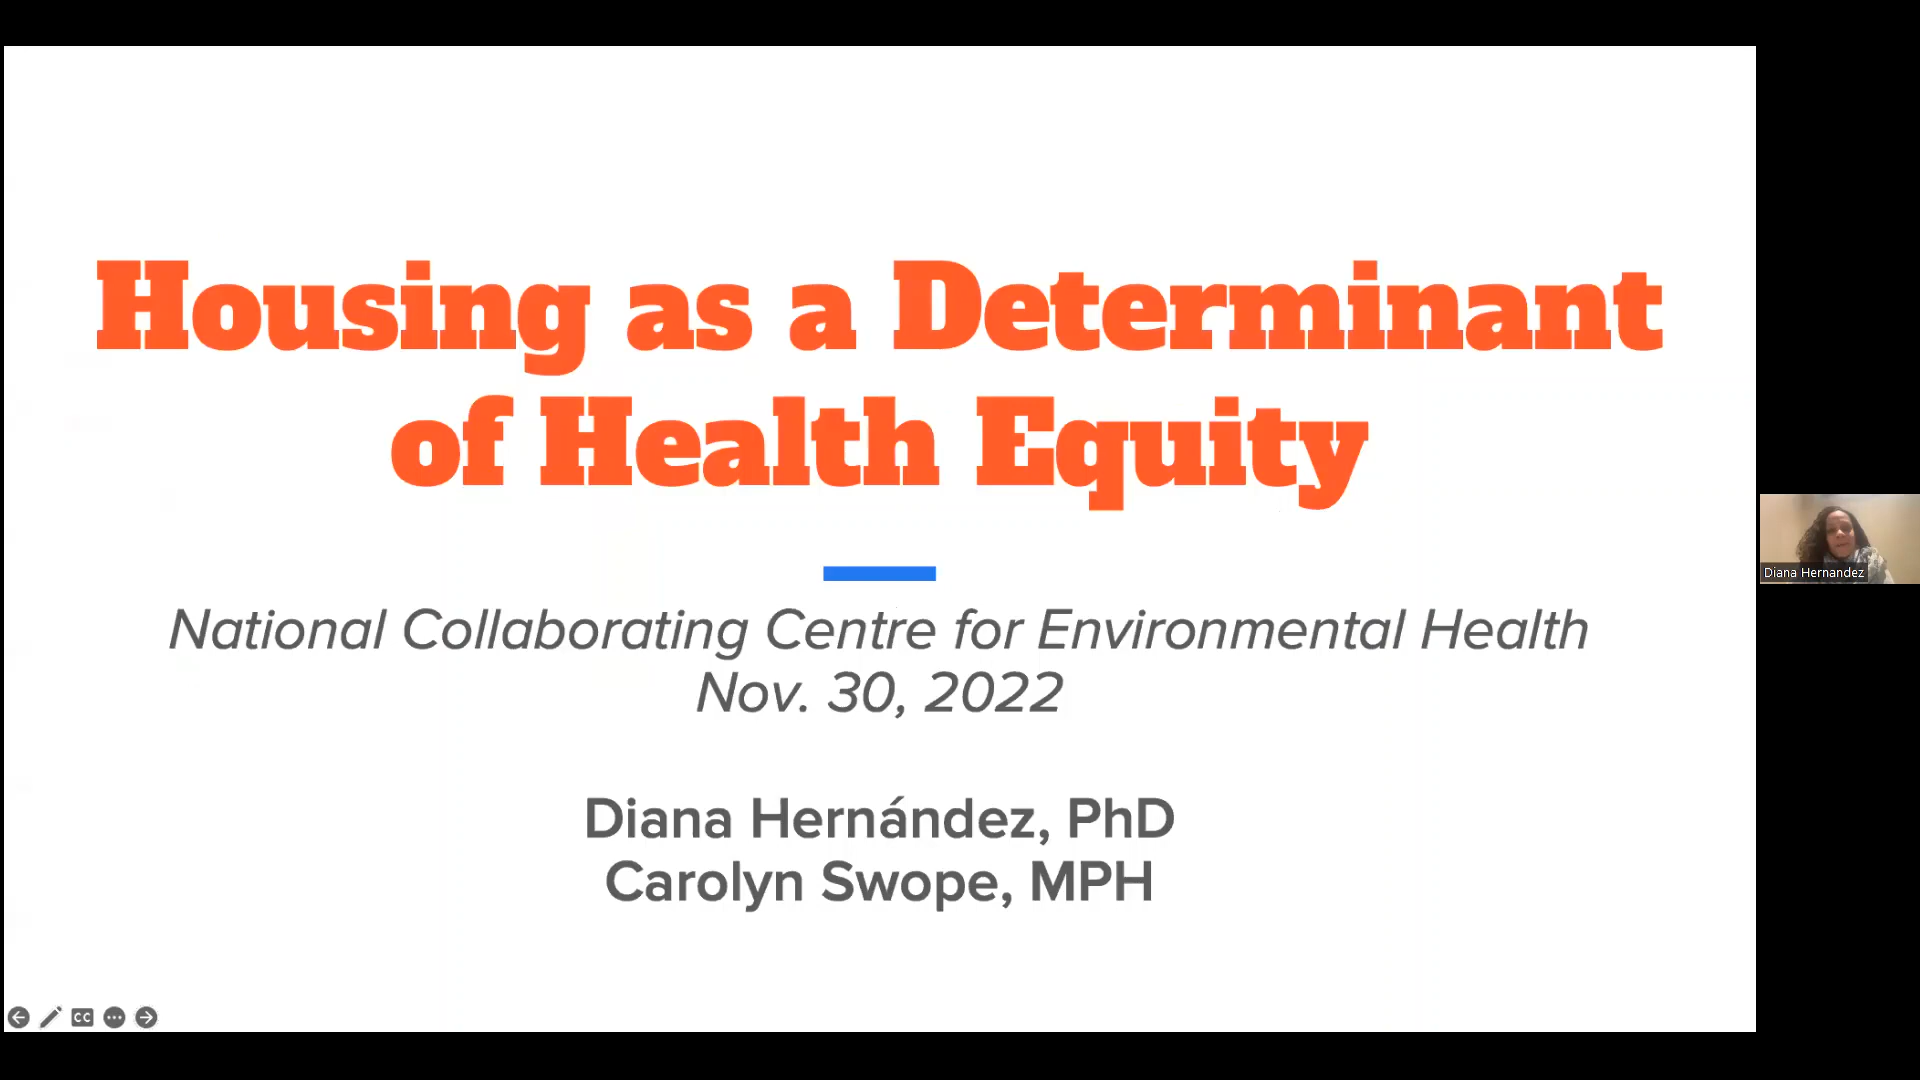 Housing as a Determinant
of Health Equity
National Collaborating Centre for Environmental Health
Nov. 30, 2022
Diana Hernández, PhD
Carolyn Swope, MPH
Diana Hernandez
CC